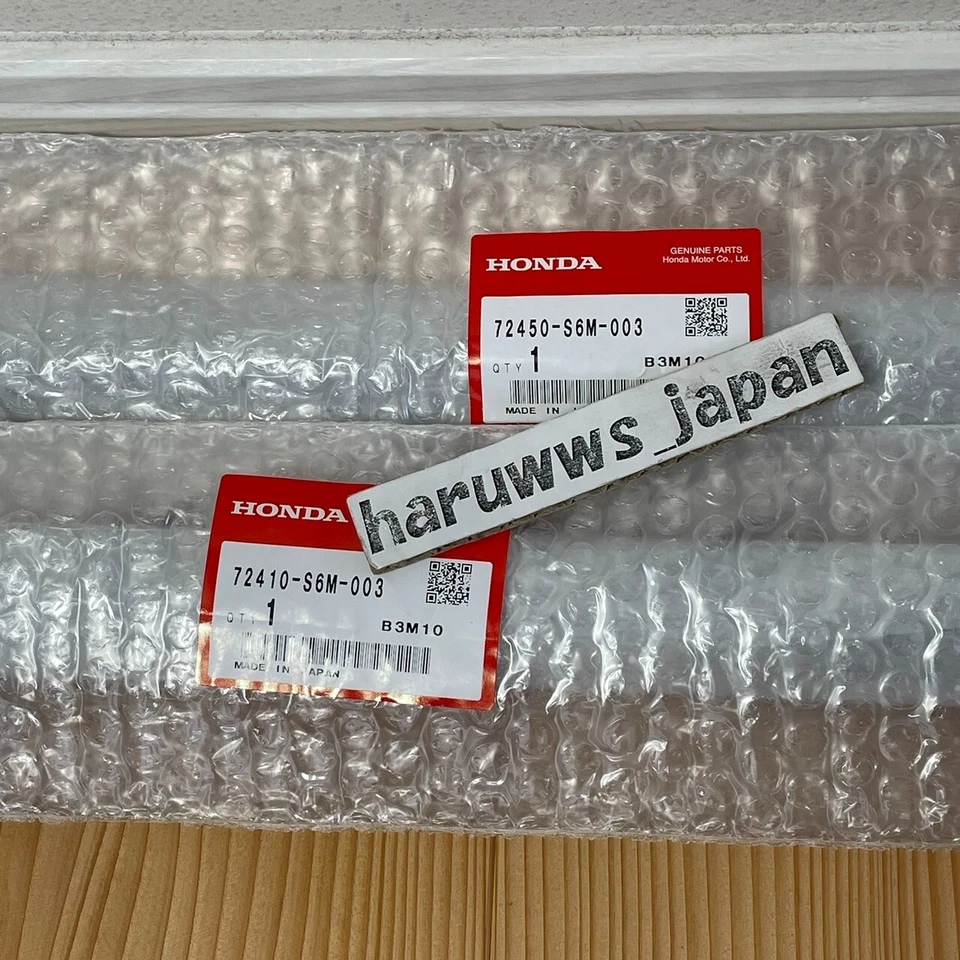 HONDA
GENUINE PARTS
Honda Motor Co., Ltd.
72450-S6M-003
QTY 1
B3M10
MADE IN
haruwws_japan
HONDA
72410-S6M-003
QTY 1
B3M10
MADE IN JAPAN